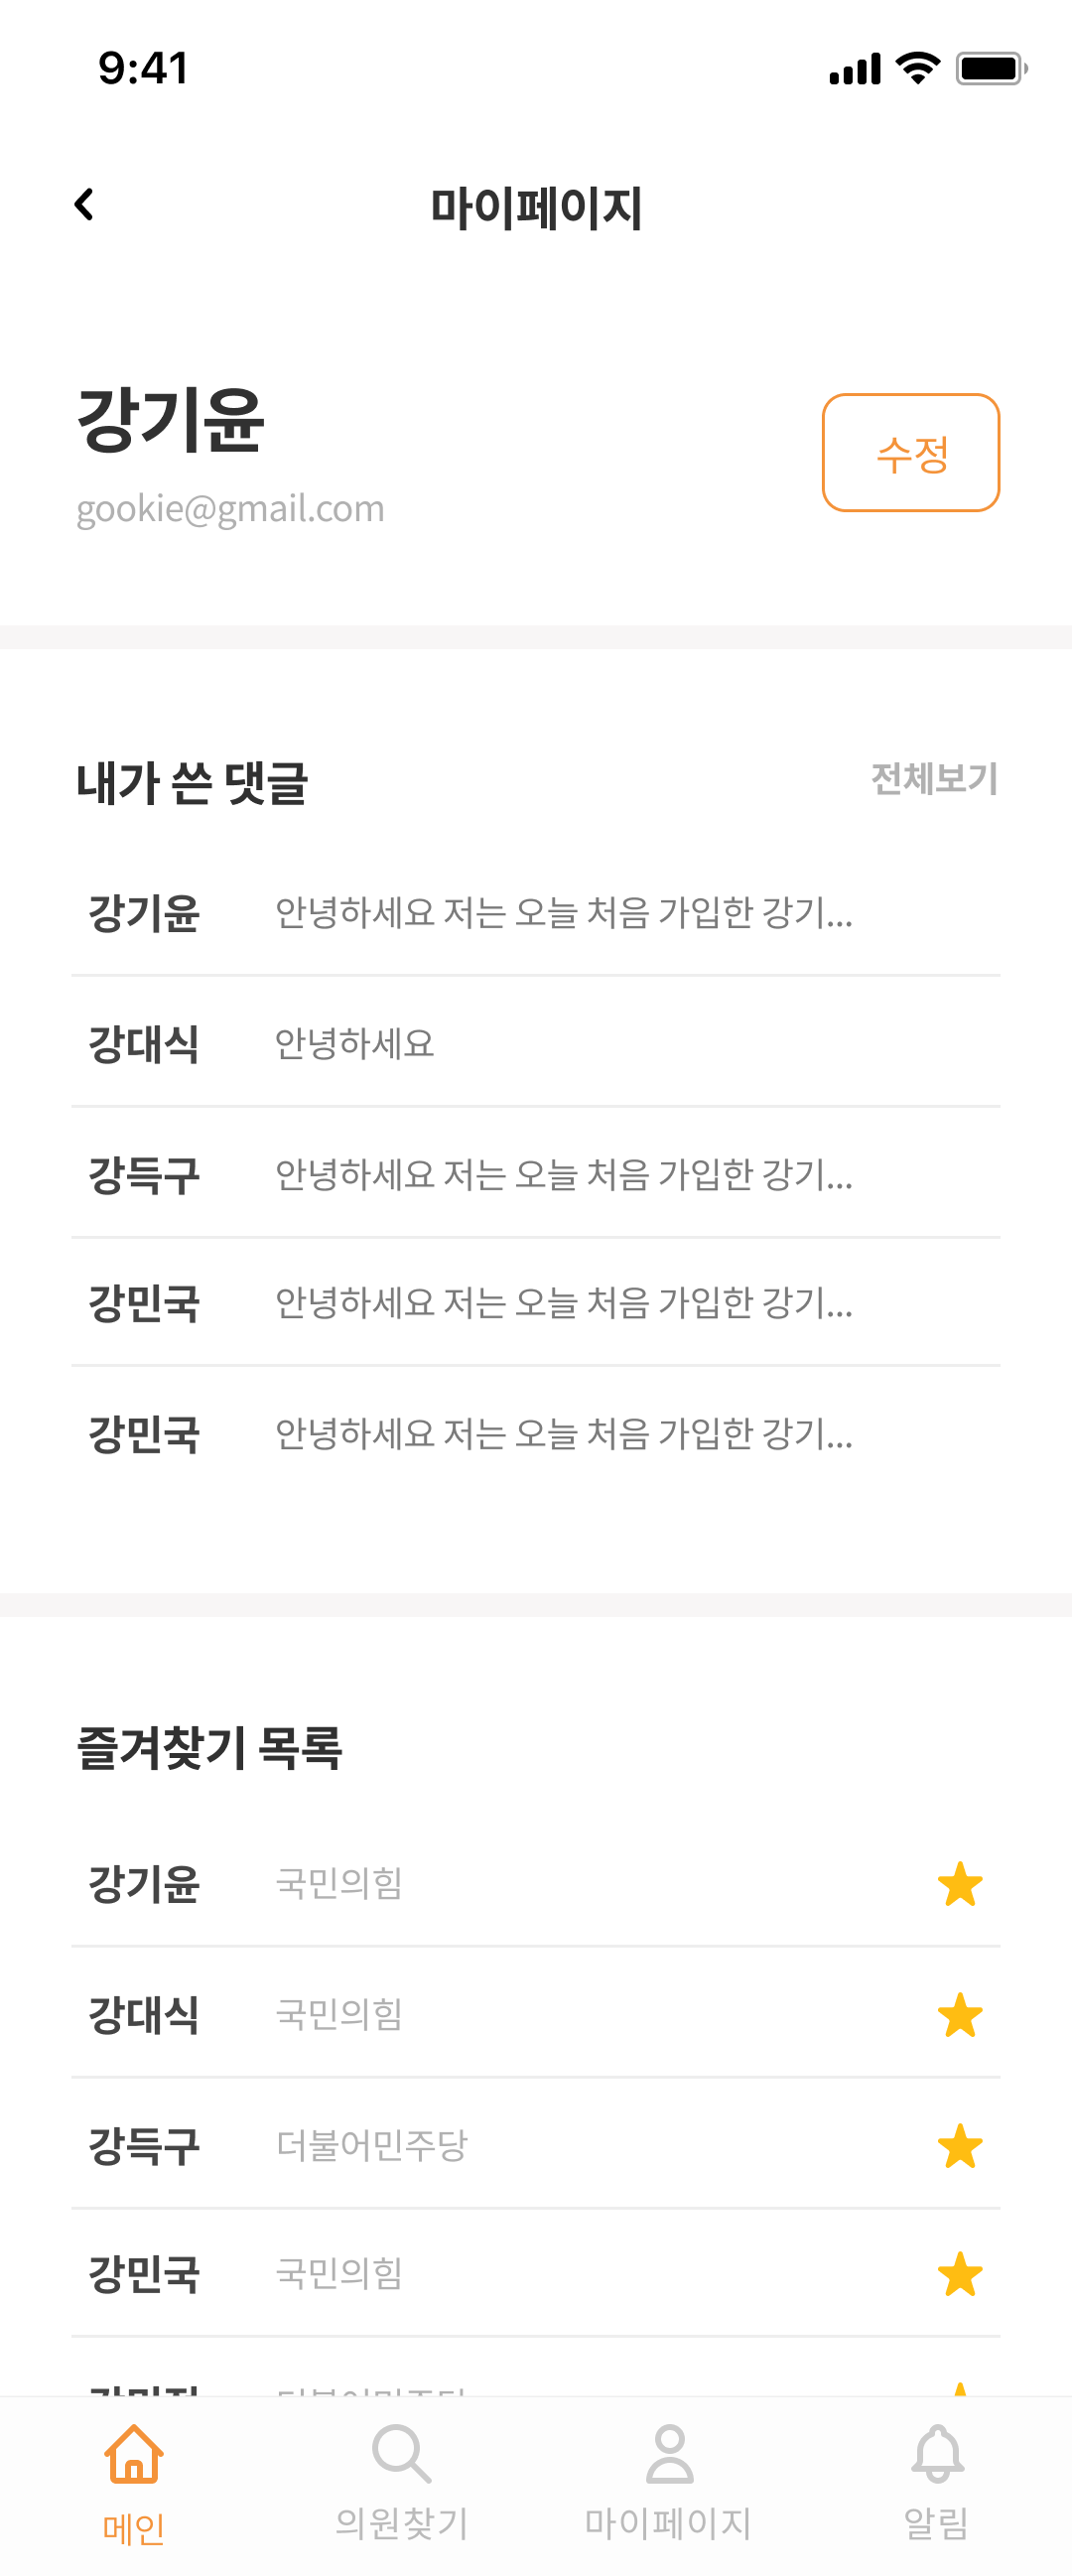 9:41
마이페이지
강기윤
수정
gookie@gmail.com
내가 쓴 댓글 전체보기
강기윤 안녕하세요 저는 오늘 처음 가입한 강기...
강대식 안녕하세요
강득구 안녕하세요 저는 오늘 처음 가입한 강기...
강민국 안녕하세요 저는 오늘 처음 가입한 강기...
강민국 안녕하세요 저는 오늘 처음 가입한 강기...
즐겨찾기 목록
강기윤 국민의힘
강대식 국민의힘
강득구 더불어민주당
강민국 국민의힘
메인 의원찾기 마이페이지 알림